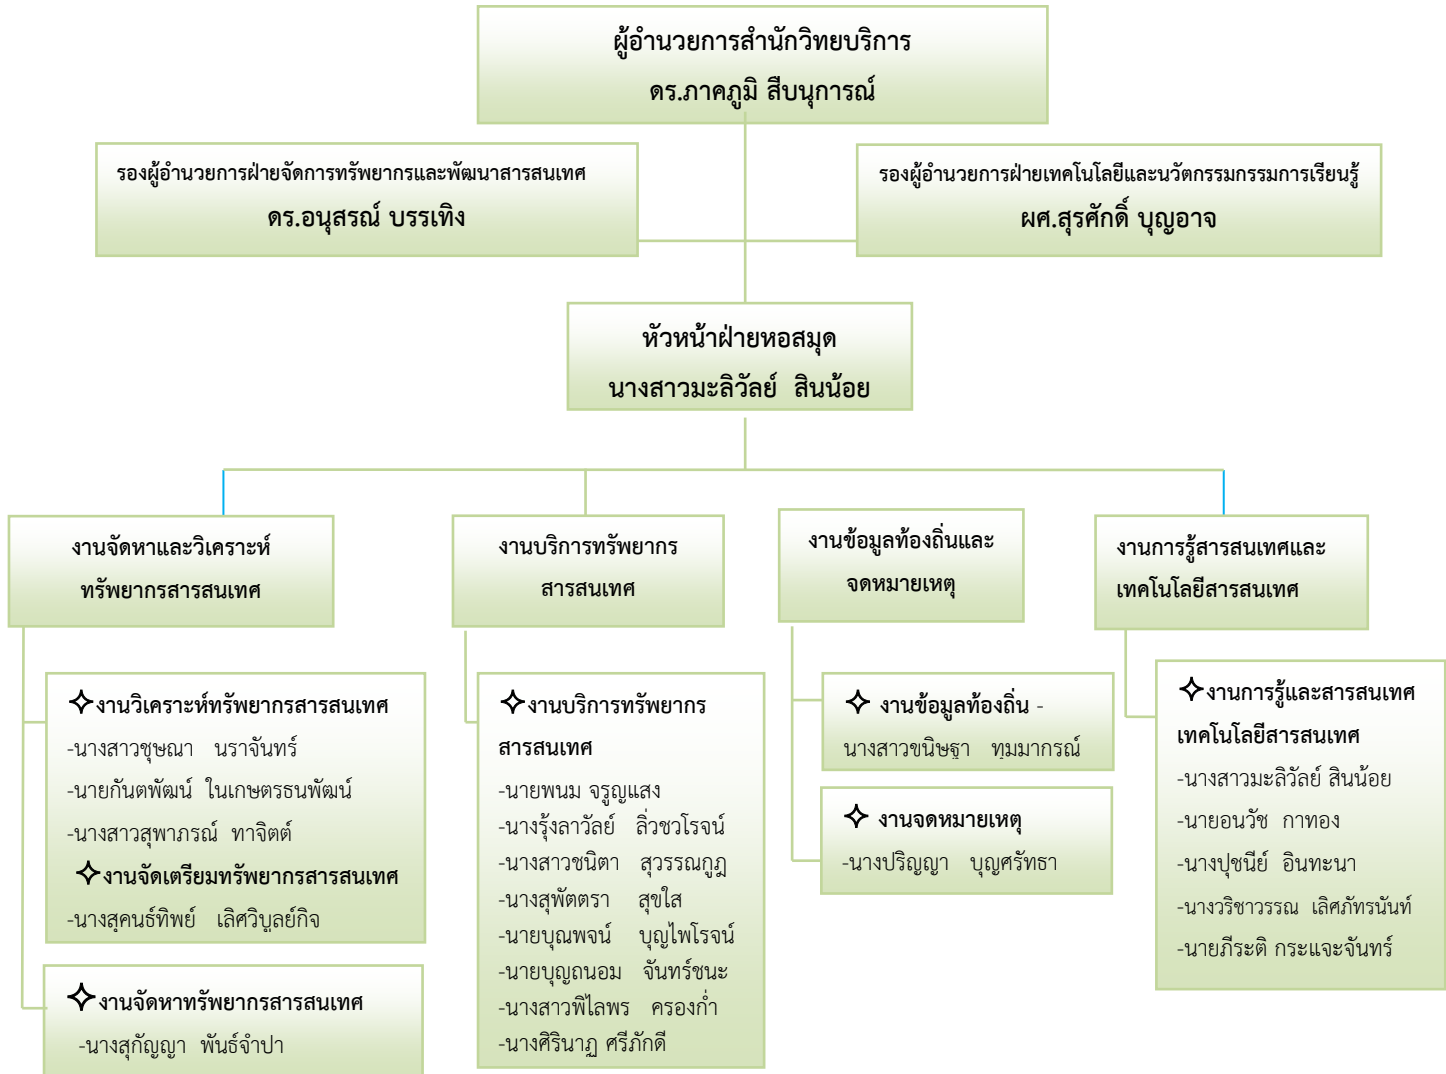 ผู้อำนวยการสำนักวิทยบริการ
ดร.ภาคภูมิ สืบนุการณ์
รองผู้อำนวยการฝ่ายจัดการทรัพยากรและพัฒนาสารสนเทศ
ดร.อนุสรณ์ บรรเทิง
รองผู้อำนวยการฝ่ายเทคโนโลยีและนวัตกรรมกรรมการเรียนรู้
ผศ.สุรศักดิ์ บุญอาจ
หัวหน้าฝ่ายหอสมุด
นางสาวมะลิวัลย์ สินน้อย
งานจัดหาและวิเคราะห์
ทรัพยากรสารสนเทศ
งานบริการทรัพยากร
สารสนเทศ
งานข้อมูลท้องถิ่นและ
จดหมายเหตุ
งานการรู้สารสนเทศและ
เทคโนโลยีสารสนเทศ
✧งานวิเคราะห์ทรัพยากรสารสนเทศ
-นางสาวชุษณา นราจันทร์
-นายกันตพัฒน์ ในเกษตรธนพัฒน์
-นางสาวสุพาภรณ์ ทาจิตต์
✧งานจัดเตรียมทรัพยากรสารสนเทศ
-นางสุคนธ์ทิพย์ เลิศวิบูลย์กิจ
✧งานจัดหาทรัพยากรสารสนเทศ
-นางสุกัญญา พันธ์จำปา
✧งานบริการทรัพยากร
สารสนเทศ
-นายพนม จรูญแสง
-นางรุ้งลาวัลย์ ลิ่วชวโรจน์
-นางสาวชนิตา สุวรรณกูฏ
-นางสุพัตตรา สุขใส
-นายบุณพจน์ บุญไพโรจน์
-นายบุญถนอม จันทร์ชนะ
-นางสาวพิไลพร ครองก่ำ
-นางศิรินาฏ ศรีภักดี
✧ งานข้อมูลท้องถิ่น -
นางสาวขนิษฐา ทุมมากรณ์
✧ งานจดหมายเหตุ
-นางปริญญา บุญศรัทธา
✧งานการรู้และสารสนเทศ
เทคโนโลยีสารสนเทศ
-นางสาวมะลิวัลย์ สินน้อย
-นายอนวัช กาทอง
-นางปุชนีย์ อินทะนา
-นางวริชาวรรณ เลิศภัทรนันท์
-นายภีระติ กระแจะจันทร์